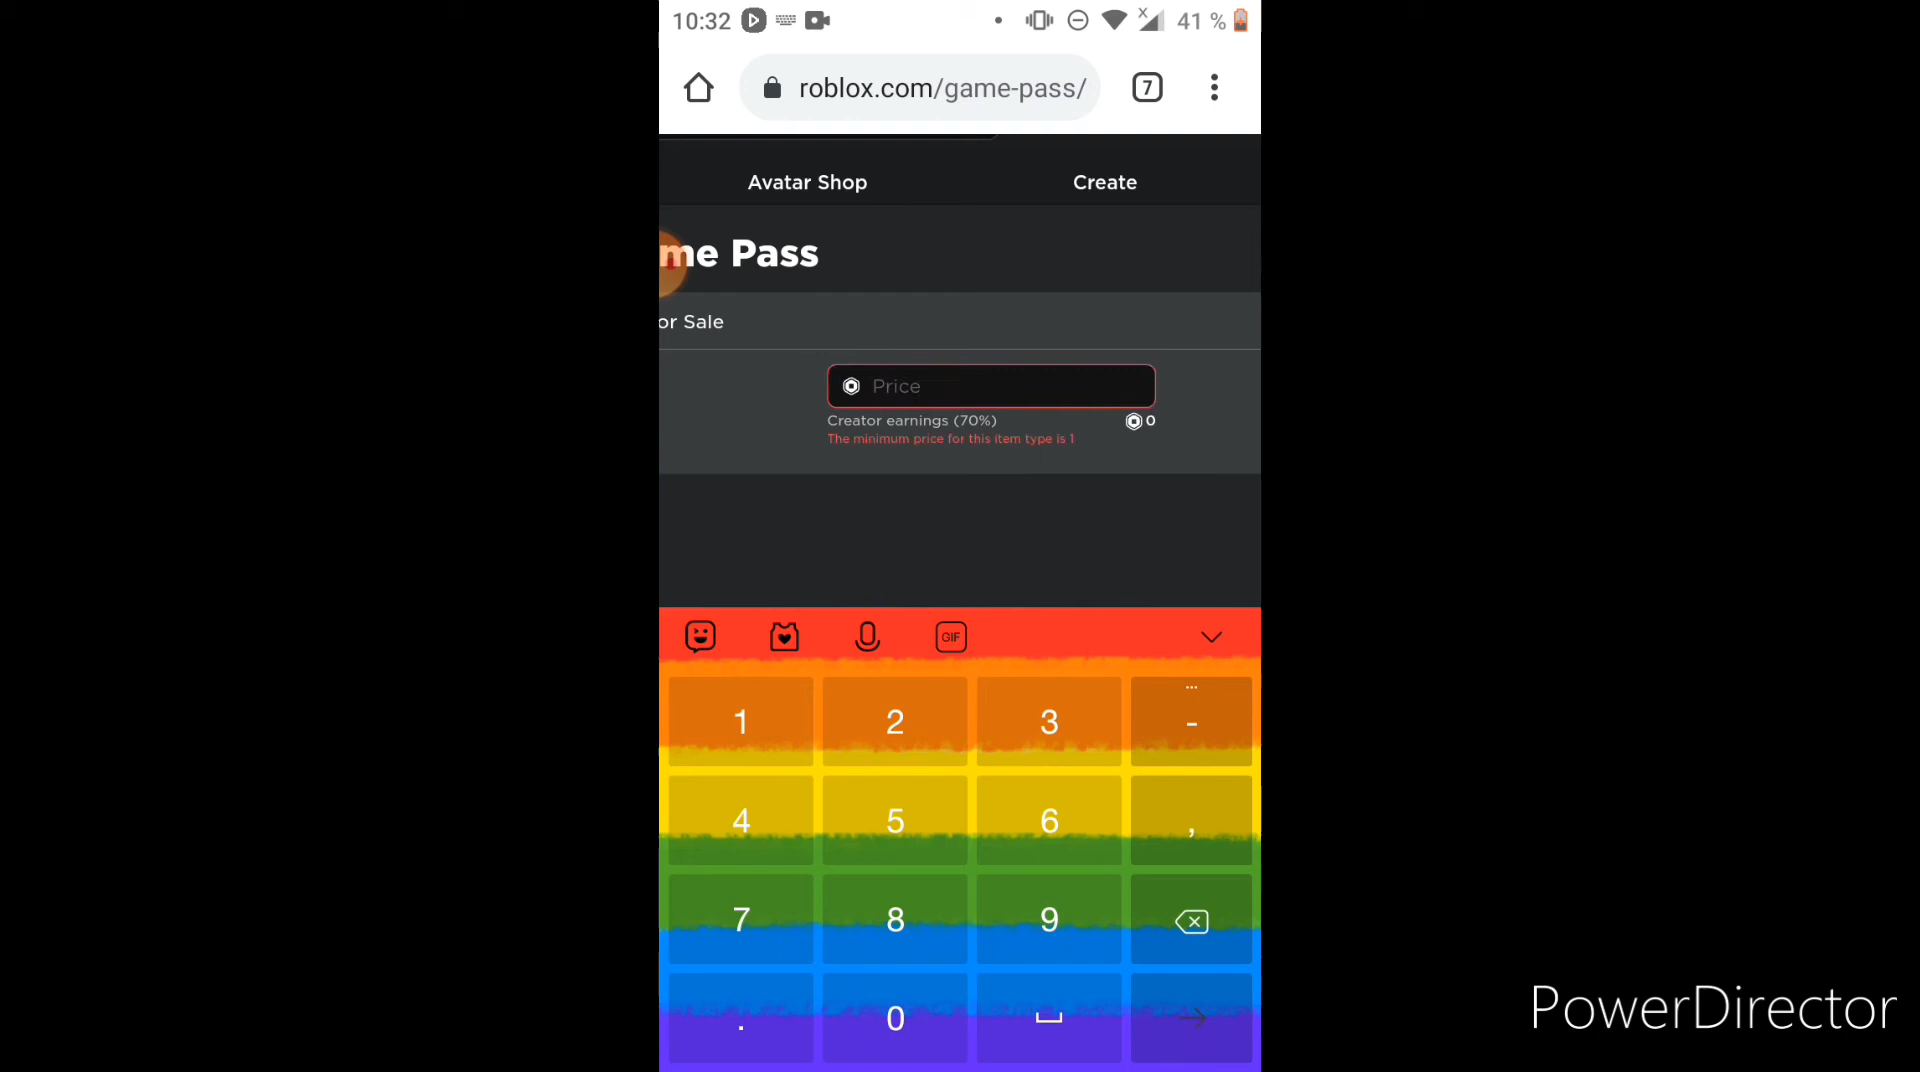 10:32 41 %
roblox.com/game-pass/ 7
Avatar Shop Create
me Pass
or Sale
Price
Creator earnings (70%) 0
The minimum price for this item type is 1
GIF
1 2 3 -
4 5 6 ,
7 8 9
. 0
PowerDirector